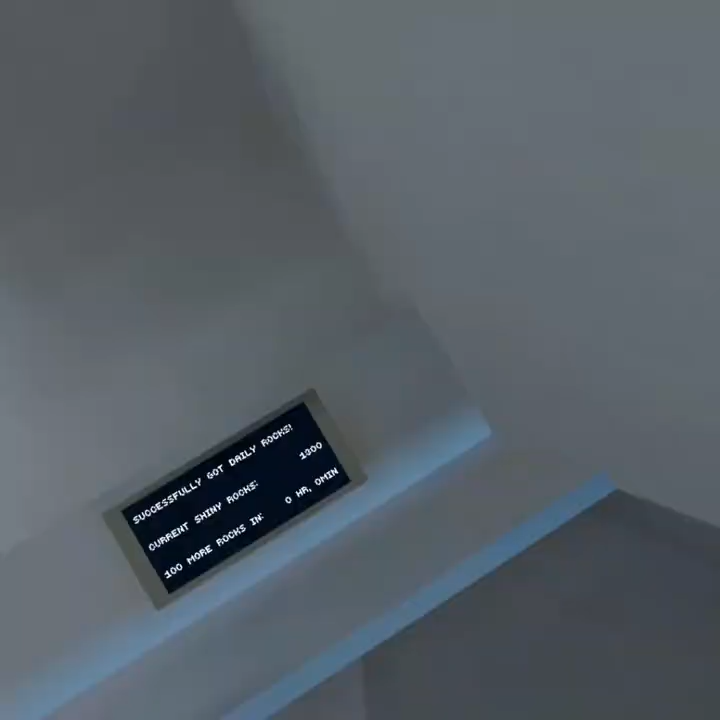 SUCCESSFULLY GOT DAILY ROCKS!
CURRENT SHINY ROCKS: 1300
100 MORE ROCKS IN: 0 HR, 0MIN